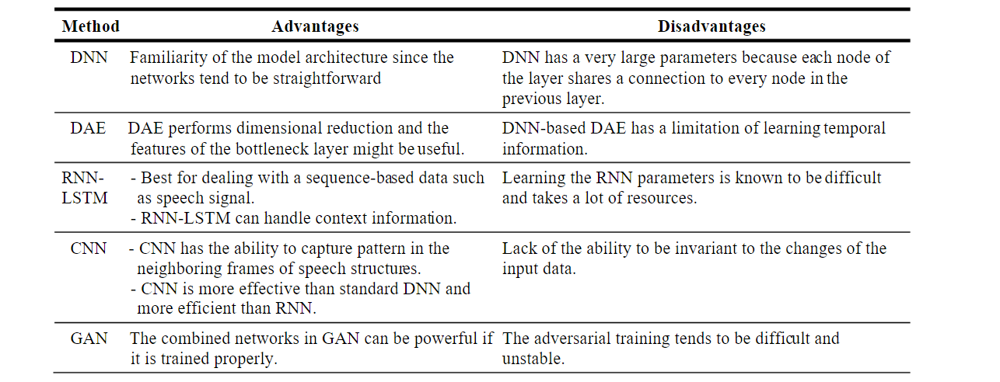 Method Advantages Disadvantages
DNN Familiarity of the model architecture since the DNN has a very large parameters because each node of
networks tend to be straightforward the layer shares a connection to every node in the
previous layer.
DAE DAE performs dimensional reduction and the DNN-based DAE has a limitation of learning temporal
features of the bottleneck layer might be useful. information.
RNN- - Best for dealing with a sequence-based data such Learning the RNN parameters is known to be difficult
LSTM as speech signal. and takes a lot of resources.
- RNN-LSTM can handle context information.
CNN - CNN has the ability to capture pattern in the Lack of the ability to be invariant to the changes of the
neighboring frames of speech structures. input data.
- CNN is more effective than standard DNN and
more efficient than RNN.
GAN The combined networks in GAN can be powerful if The adversarial training tends to be difficult and
it is trained properly. unstable.